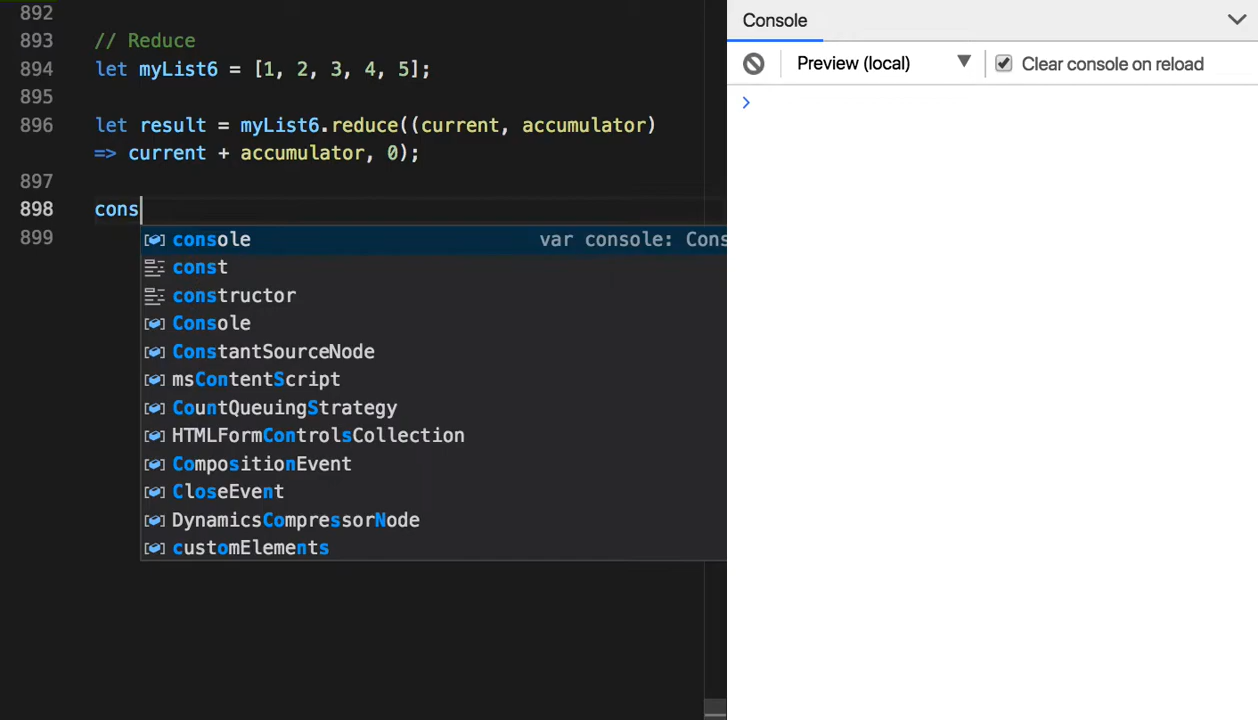 892
893 // Reduce
894 let myList6 = [1, 2, 3, 4, 5];
895
896 let result = myList6.reduce((current, accumulator)
=> current + accumulator, 0);
897
898 cons
899
console var console: Cons
const
constructor
Console
ConstantSourceNode
msContentScript
CountQueuingStrategy
HTMLFormControlsCollection
CompositionEvent
CloseEvent
DynamicsCompressorNode
customElements
Console
Preview (local) ▼ Clear console on reload
>